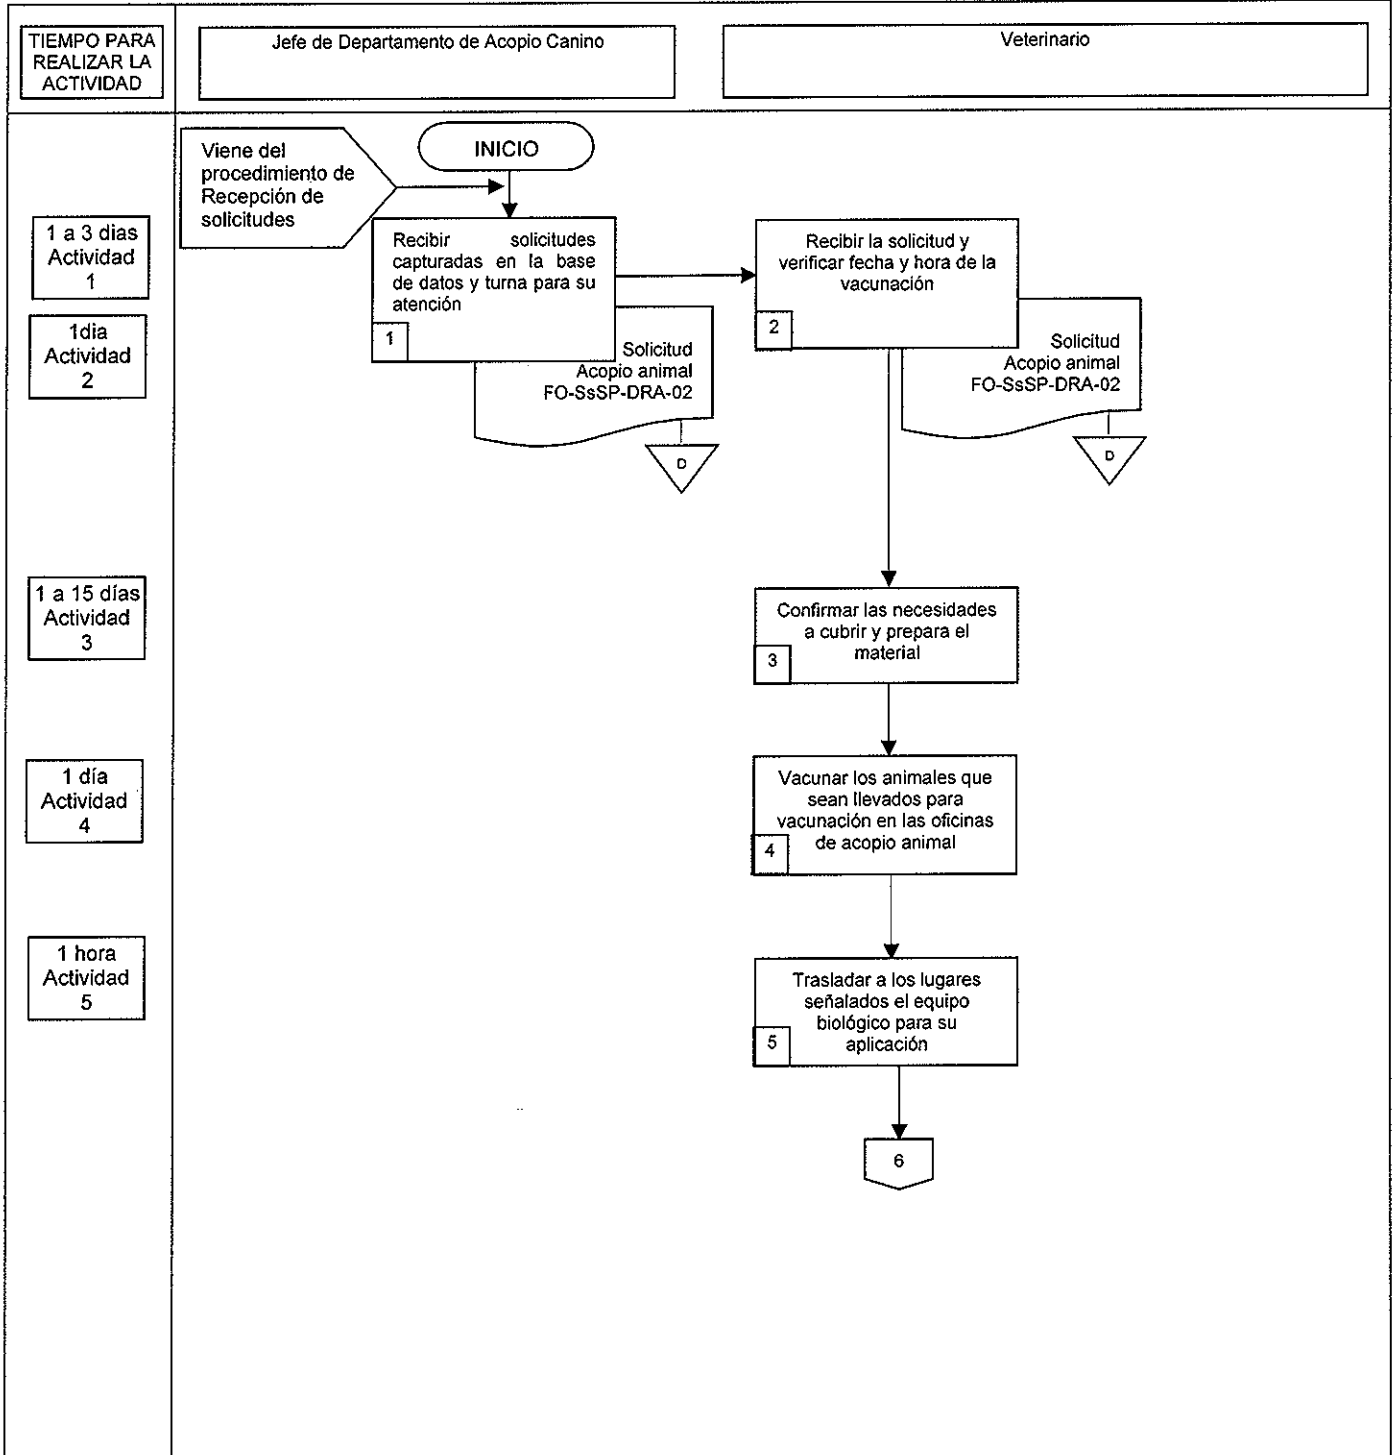 TIEMPO PARA
REALIZAR LA
ACTIVIDAD
Jefe de Departamento de Acopio Canino
Veterinario
Viene del
procedimiento de
Recepción de
solicitudes
INICIO
1 a 3 dias
Actividad
1
Recibir solicitudes
capturadas en la base
de datos y turna para su
atención
1
Recibir la solicitud y
verificar fecha y hora de la
vacunación
2
1dia
Actividad
2
Solicitud
Acopio animal
FO-SsSP-DRA-02
D
Solicitud
Acopio animal
FO-SsSP-DRA-02
D
1 a 15 días
Actividad
3
Confirmar las necesidades
a cubrir y prepara el
material
3
1 día
Actividad
4
Vacunar los animales que
sean llevados para
vacunación en las oficinas
de acopio animal
4
1 hora
Actividad
5
Trasladar a los lugares
señalados el equipo
biológico para su
aplicación
5
6